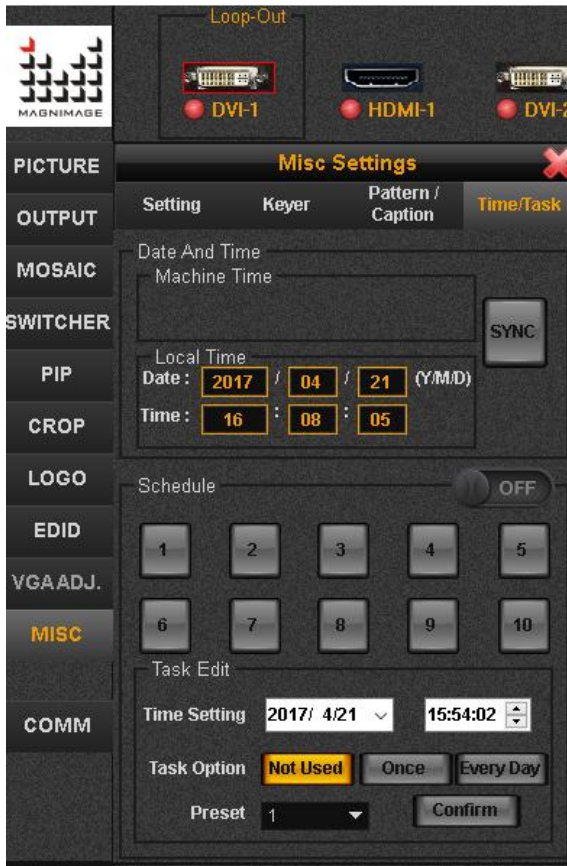 Loop-Out
MAGNIMAGE
DVI-1
HDMI-1
DVI-2
PICTURE
OUTPUT
MOSAIC
SWITCHER
PIP
CROP
LOGO
EDID
VGA ADJ.
MISC
COMM
Misc Settings
Setting
Keyer
Pattern /
Caption
Time/Task
Date And Time
Machine Time
SYNC
Local Time
Date : 2017 / 04 / 21 (Y/M/D)
Time : 16 : 08 : 05
Schedule
OFF
1 2 3 4 5
6 7 8 9 10
Task Edit
Time Setting 2017/ 4/21 15:54:02
Task Option Not Used Once Every Day
Preset 1 Confirm